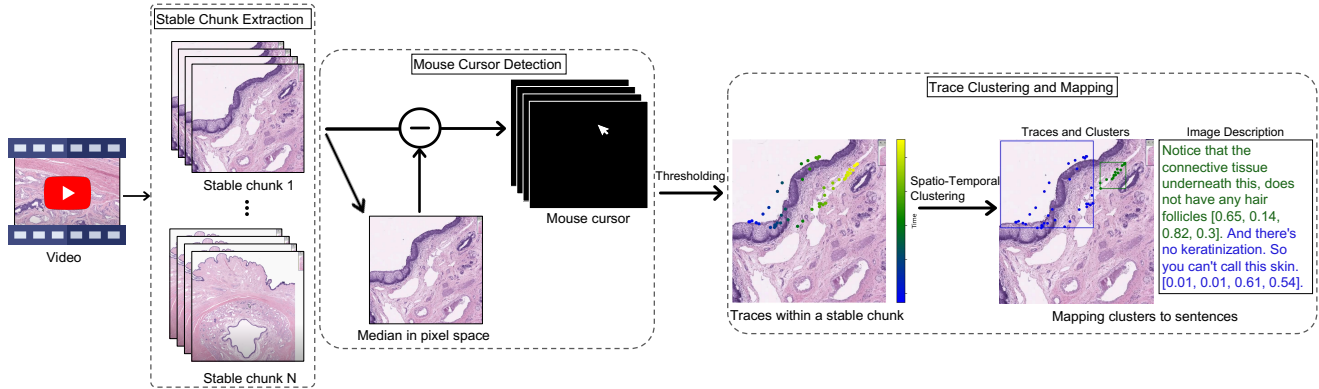 Stable Chunk Extraction
Stable chunk 1
Stable chunk N
Video
Mouse Cursor Detection
Mouse cursor
Median in pixel space
Thresholding
Trace Clustering and Mapping
Time
Traces within a stable chunk
Spatio-Temporal
Clustering
Traces and Clusters
Mapping clusters to sentences
Image Description
Notice that the
connective tissue
underneath this, does
not have any hair
follicles [0.65, 0.14,
0.82, 0.3]. And there's
no keratinization. So
you can't call this skin.
[0.01, 0.01, 0.61, 0.54].